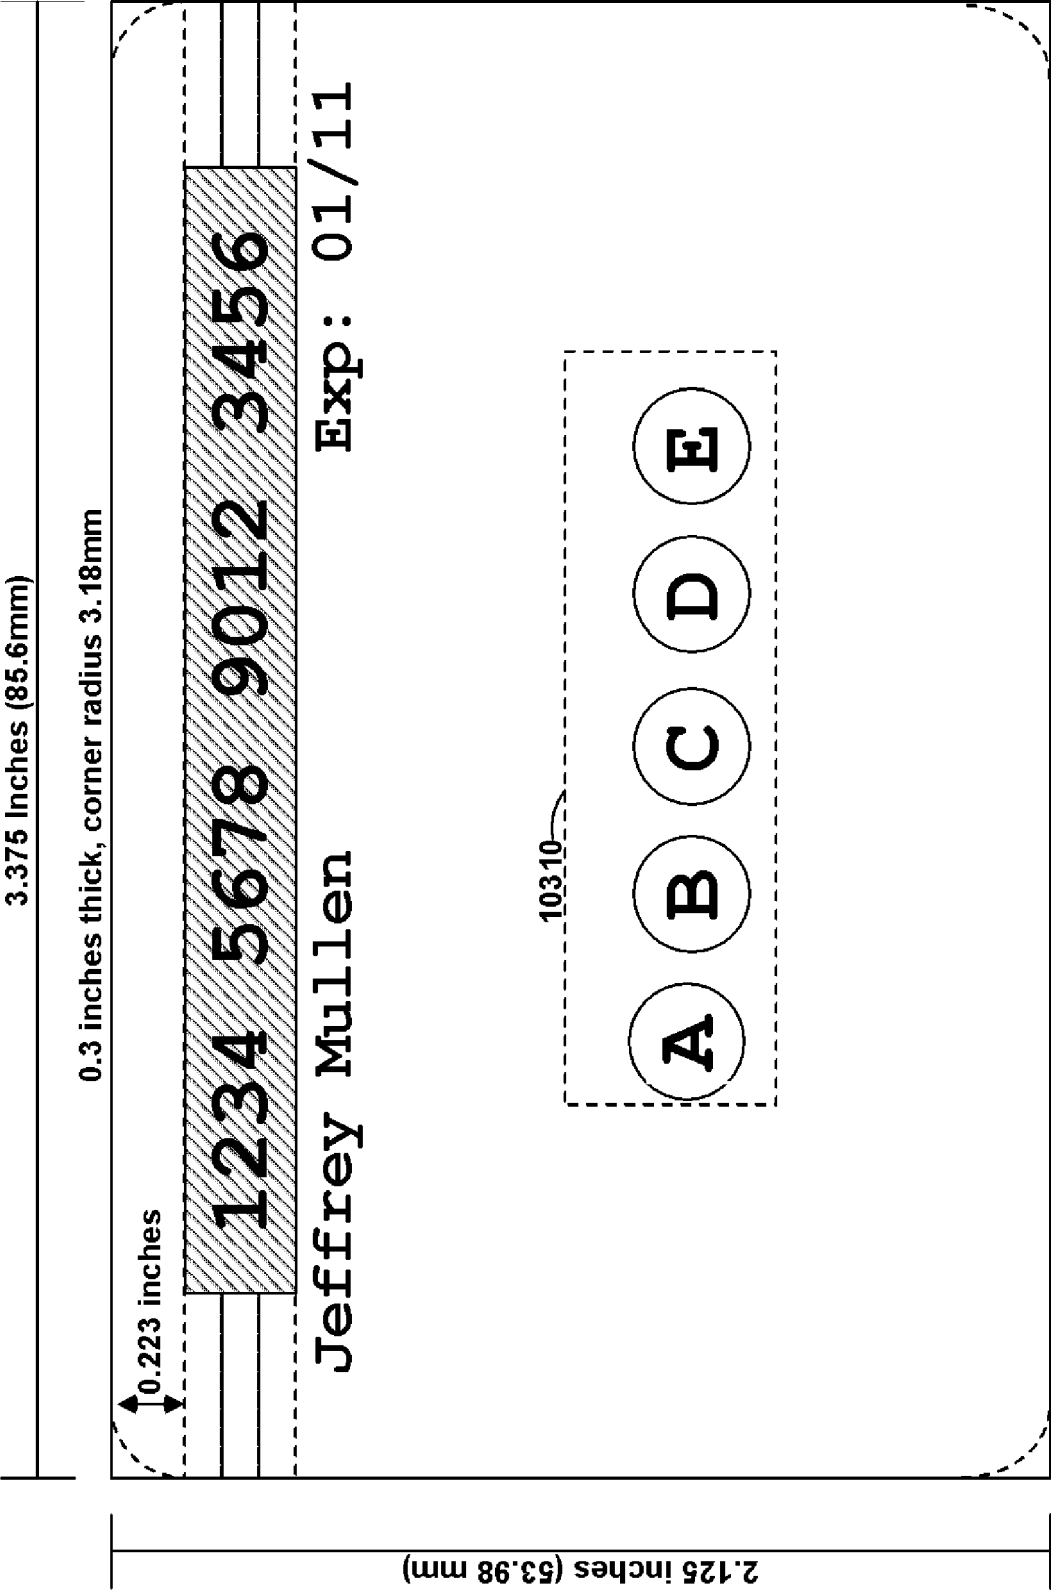 3.375 Inches (85.6mm)
0.3 inches thick, corner radius 3.18mm
0.223 inches
1234 5678 9012 3456
Jeffrey Mullen Exp: 01/11
10310
A B C D E
2.125 inches (53.98 mm)